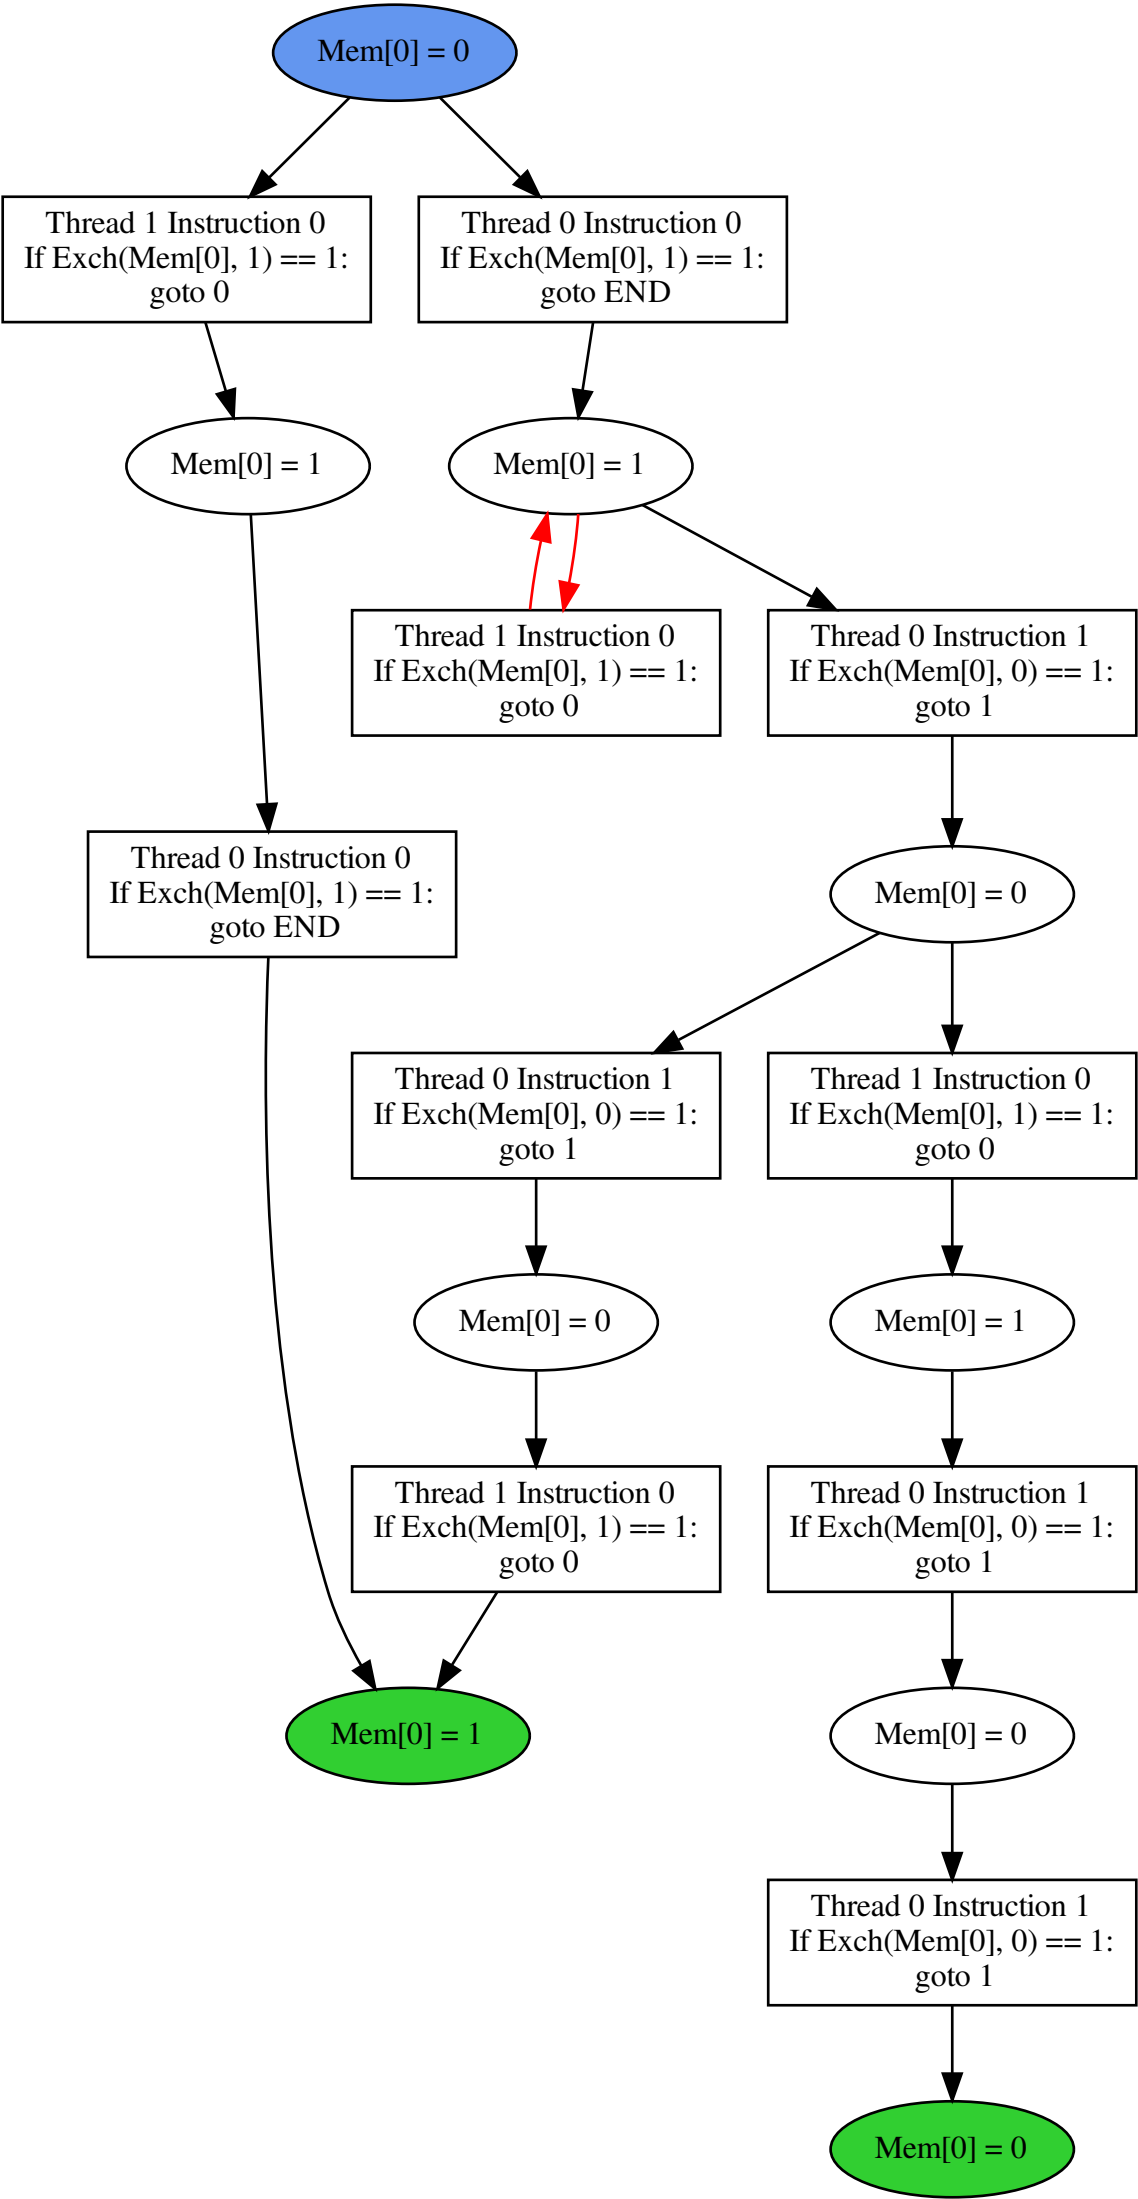 Mem[0] = 0
Thread 1 Instruction 0
If Exch(Mem[0], 1) == 1:
goto 0
Thread 0 Instruction 0
If Exch(Mem[0], 1) == 1:
goto END
Mem[0] = 1
Mem[0] = 1
Thread 1 Instruction 0
If Exch(Mem[0], 1) == 1:
goto 0
Thread 0 Instruction 1
If Exch(Mem[0], 0) == 1:
goto 1
Thread 0 Instruction 0
If Exch(Mem[0], 1) == 1:
goto END
Mem[0] = 0
Thread 0 Instruction 1
If Exch(Mem[0], 0) == 1:
goto 1
Thread 1 Instruction 0
If Exch(Mem[0], 1) == 1:
goto 0
Mem[0] = 0
Mem[0] = 1
Thread 1 Instruction 0
If Exch(Mem[0], 1) == 1:
goto 0
Thread 0 Instruction 1
If Exch(Mem[0], 0) == 1:
goto 1
Mem[0] = 1
Mem[0] = 0
Thread 0 Instruction 1
If Exch(Mem[0], 0) == 1:
goto 1
Mem[0] = 0